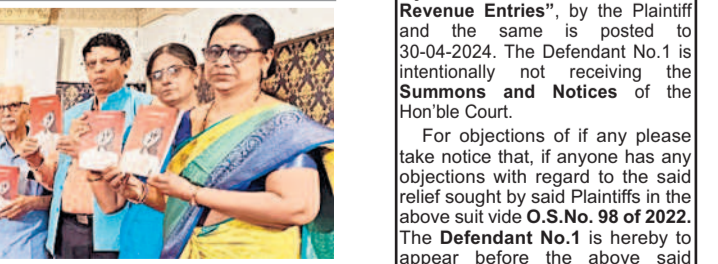 Revenue Entries”, by the Plaintiff
and the same is posted to
30-04-2024. The Defendant No.1 is
intentionally not receiving the
Summons and Notices of the
Hon’ble Court.
For objections of if any please
take notice that, if anyone has any
objections with regard to the said
relief sought by said Plaintiffs in the
above suit vide O.S.No. 98 of 2022.
The Defendant No.1 is hereby to
appear before the above said